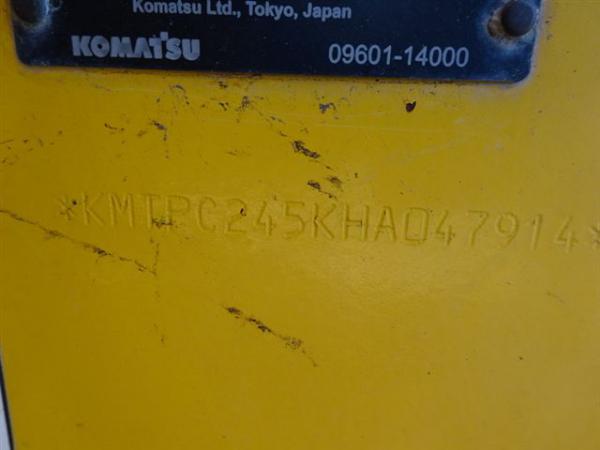 Komatsu Ltd., Tokyo, Japan
KOMATSU 09601-14000
*KMTPC245KHA047914*